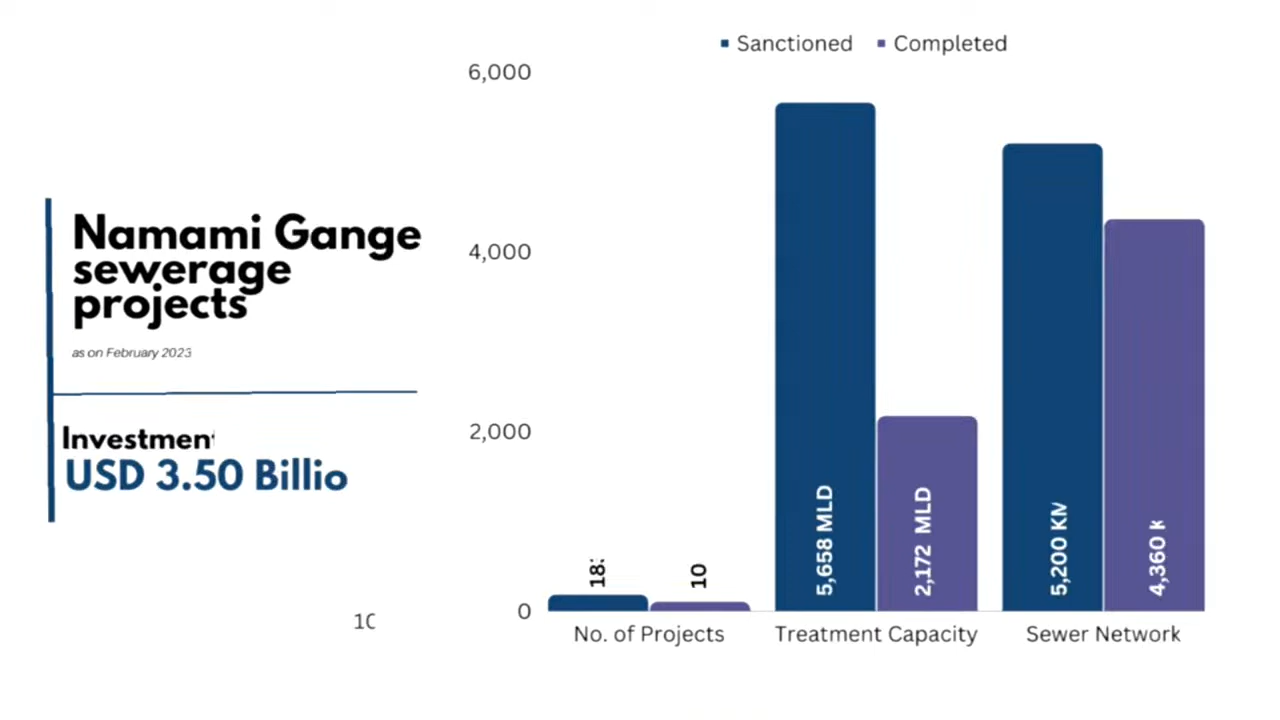 Sanctioned Completed
6,000
4,000
2,000
0
Namami Gange
sewerage
projects
as on February 2023
Investment
USD 3.50 Billio
5,658 MLD
2,172 MLD
5,200 KM
4,360 k
10
No. of Projects Treatment Capacity Sewer Network